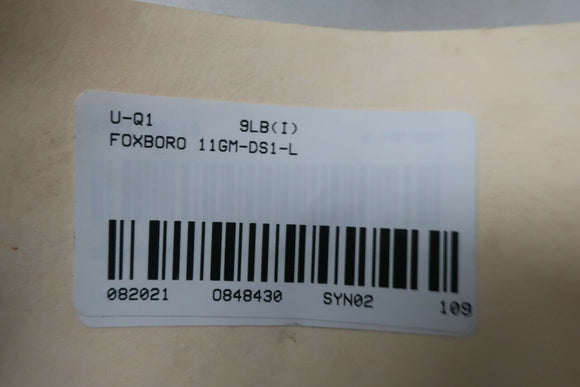 U-Q1 9LB(I)
FOXBORO 11GM-DS1-L
082021 0848430 SYN02 109